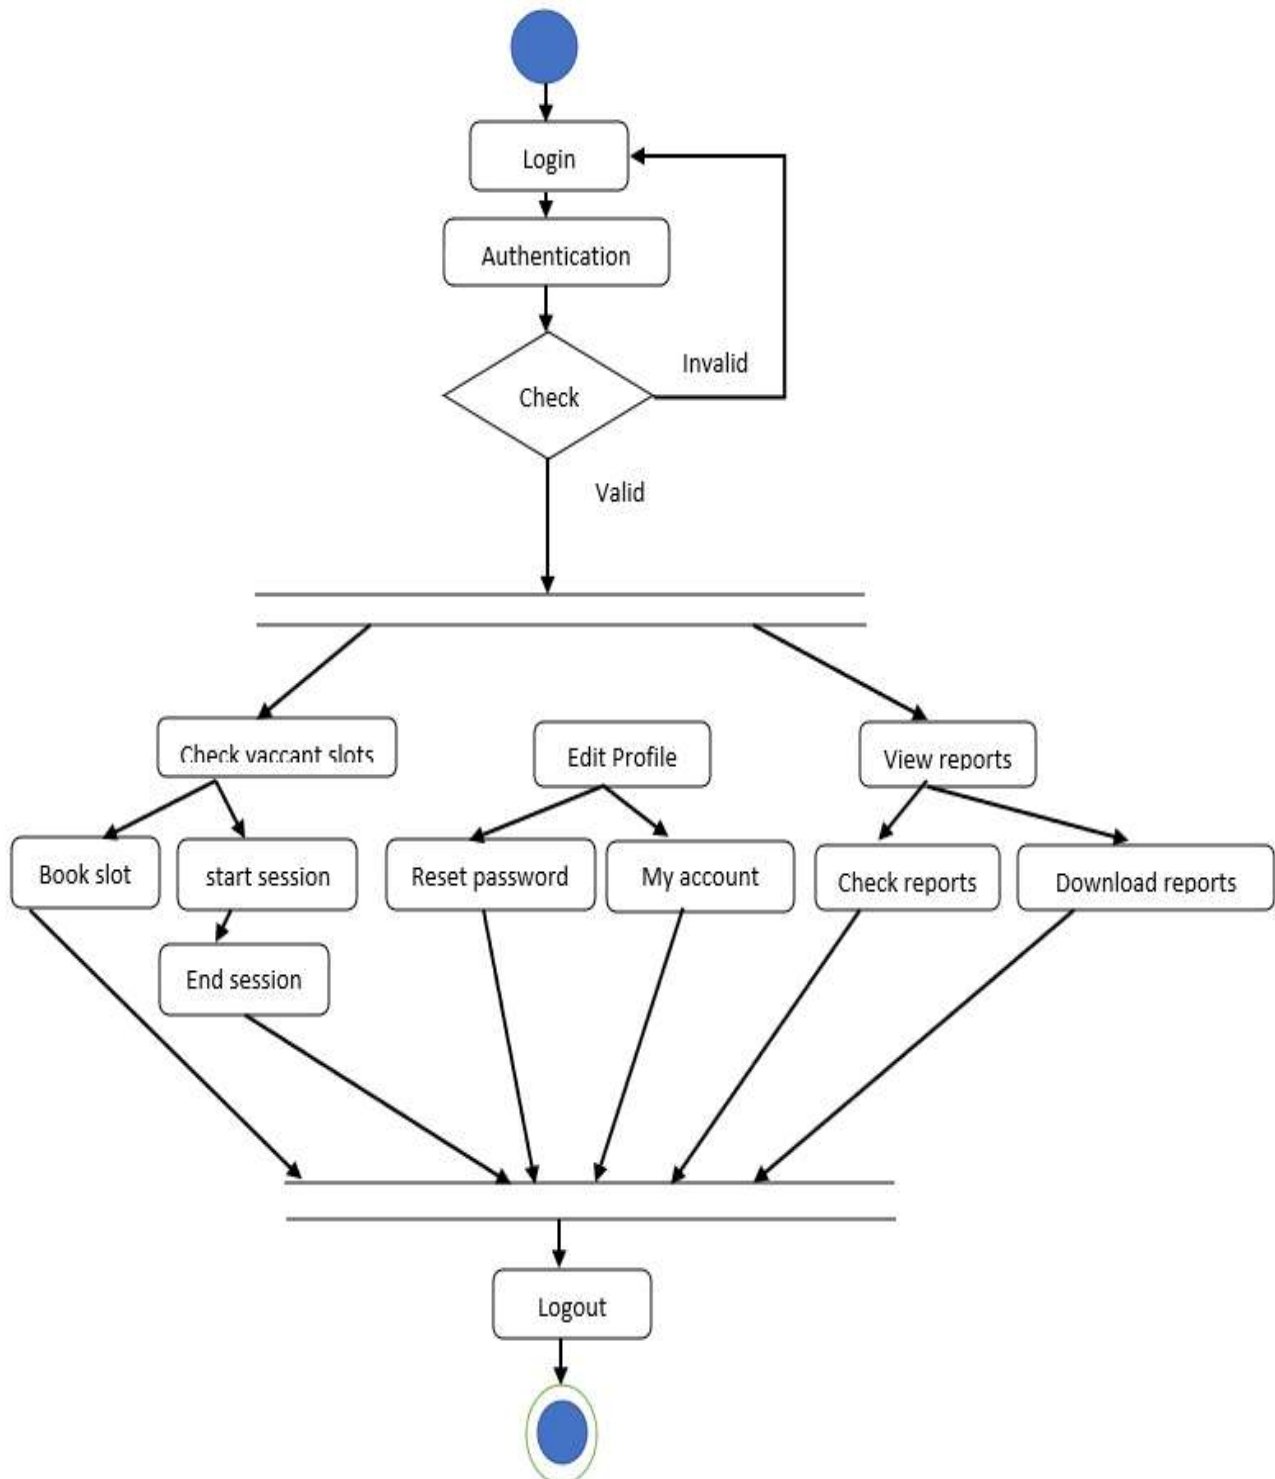 Login
Authentication
Invalid
Check
Valid
Check vaccant slots
Edit Profile
View reports
Book slot
start session
Reset password
My account
Check reports
Download reports
End session
Logout